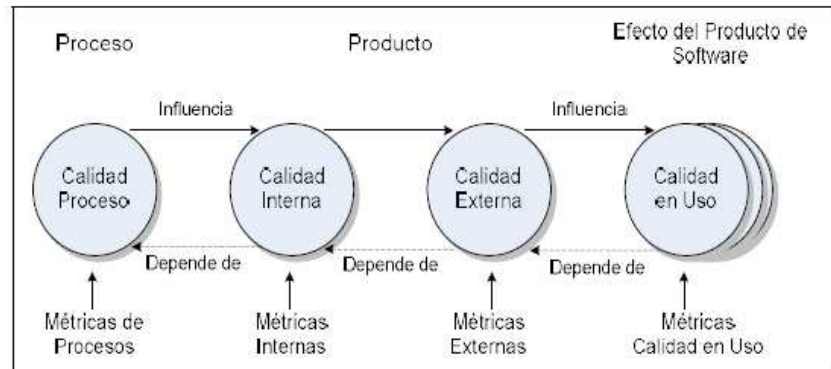 Proceso
Producto
Efecto del Producto de
Software
Influencia
Influencia
Calidad
Proceso
Calidad
Interna
Calidad
Externa
Calidad
en Uso
Depende de
Depende de
Depende de
Métricas de
Procesos
Métricas
Internas
Métricas
Externas
Métricas
Calidad en Uso